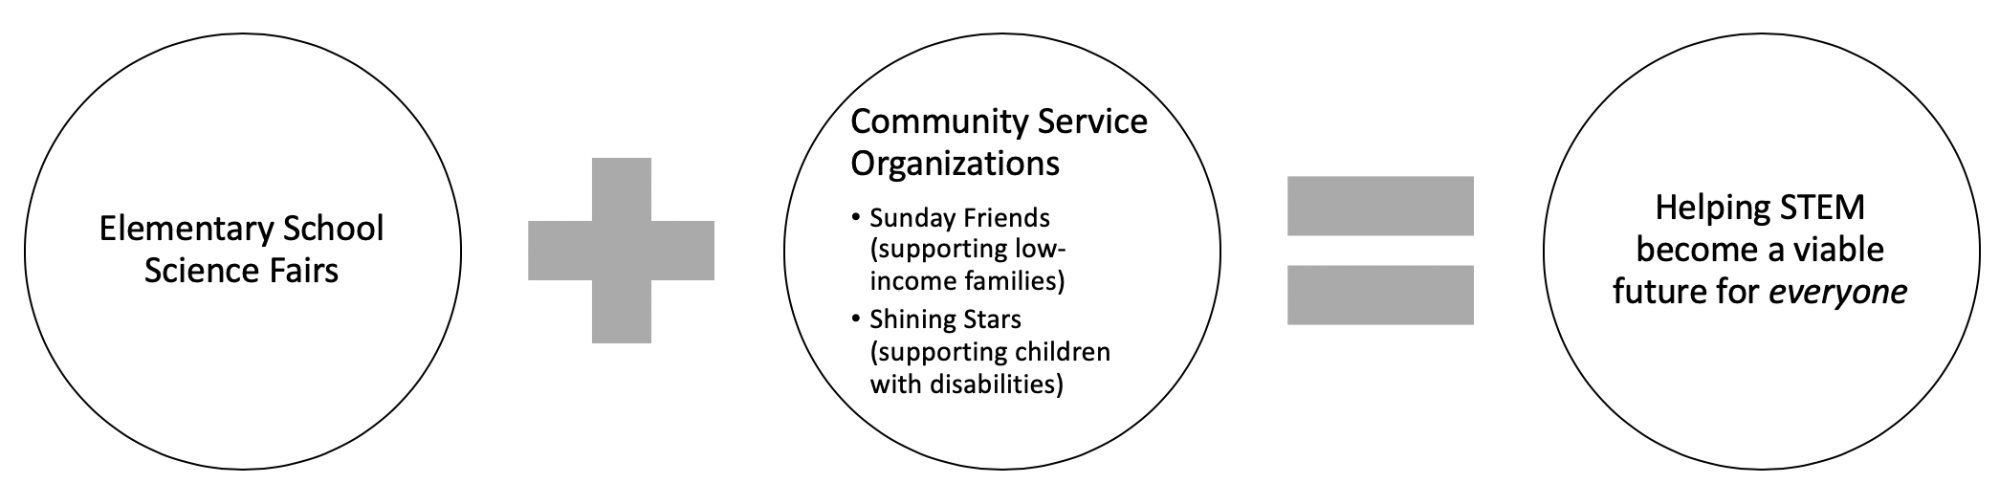 Elementary School
Science Fairs
Community Service
Organizations
• Sunday Friends
(supporting low-
income families)
• Shining Stars
(supporting children
with disabilities)
Helping STEM
become a viable
future for everyone